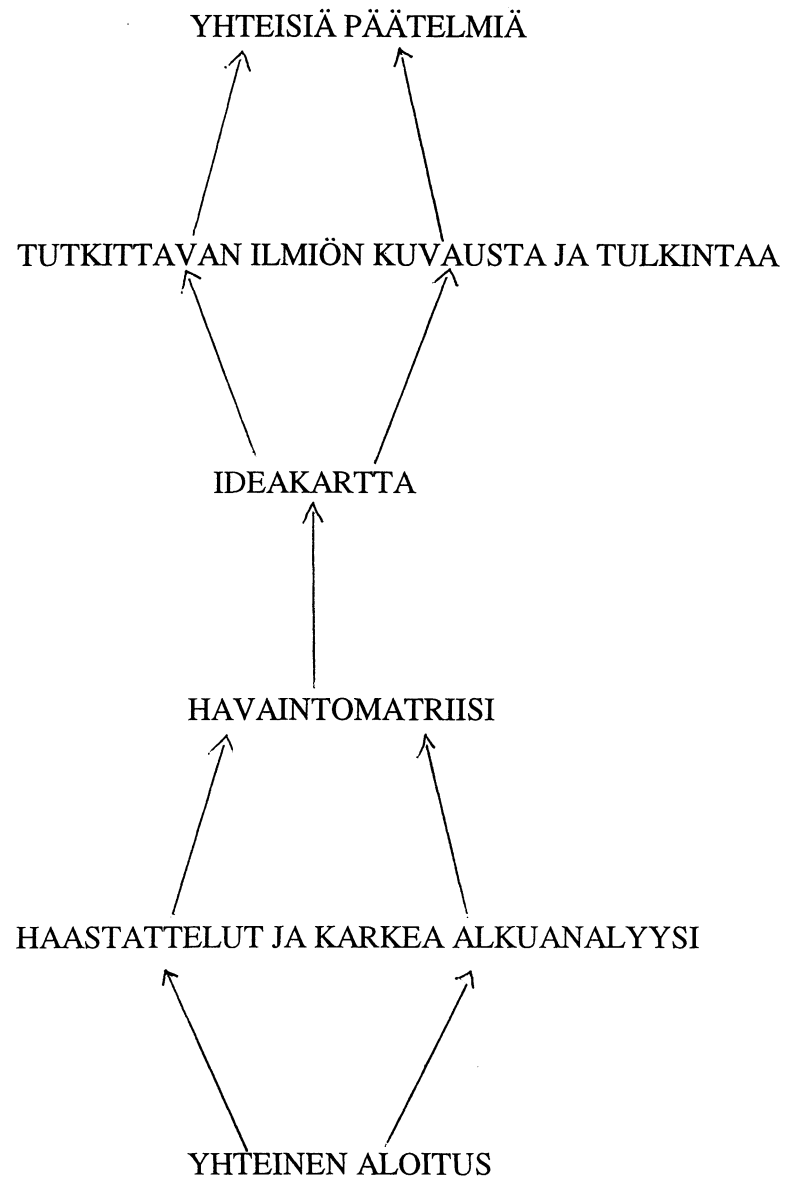 YHTEISIÄ PÄÄTELMIÄ
TUTKITTAVAN ILMIÖN KUVAUSTA JA TULKINTAA
IDEAKARTTA
HAVAINTOMATRIISI
HAASTATTELUT JA KARKEA ALKUANALYYSI
YHTEINEN ALOITUS